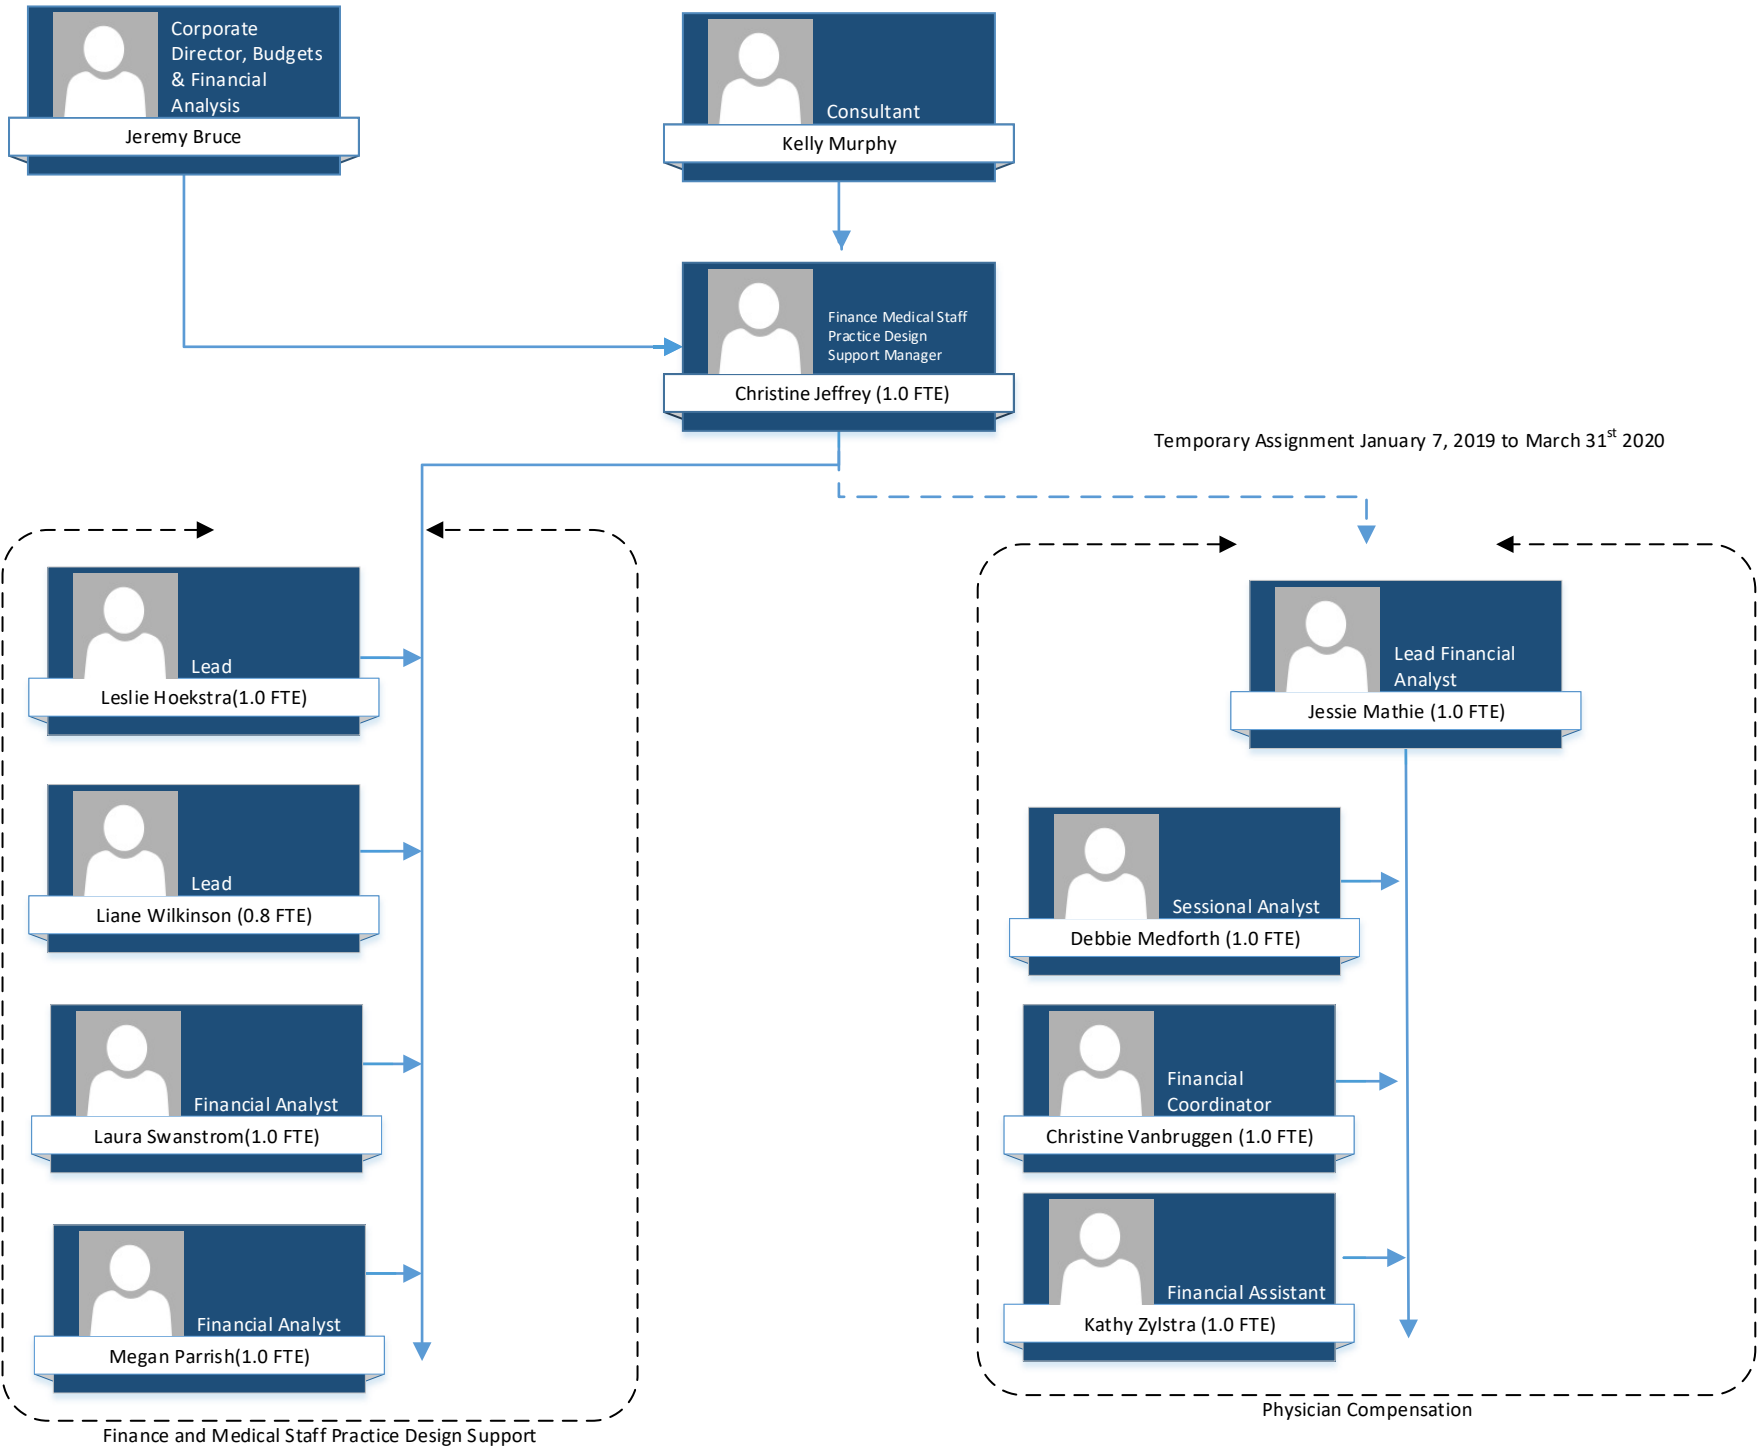 Corporate
Director, Budgets
& Financial
Analysis
Jeremy Bruce
Consultant
Kelly Murphy
Finance Medical Staff
Practice Design
Support Manager
Christine Jeffrey (1.0 FTE)
Temporary Assignment January 7, 2019 to March 31st 2020
Lead
Leslie Hoekstra(1.0 FTE)
Lead
Liane Wilkinson (0.8 FTE)
Financial Analyst
Laura Swanstrom(1.0 FTE)
Financial Analyst
Megan Parrish(1.0 FTE)
Finance and Medical Staff Practice Design Support
Lead Financial
Analyst
Jessie Mathie (1.0 FTE)
Sessional Analyst
Debbie Medforth (1.0 FTE)
Financial
Coordinator
Christine Vanbruggen (1.0 FTE)
Financial Assistant
Kathy Zylstra (1.0 FTE)
Physician Compensation